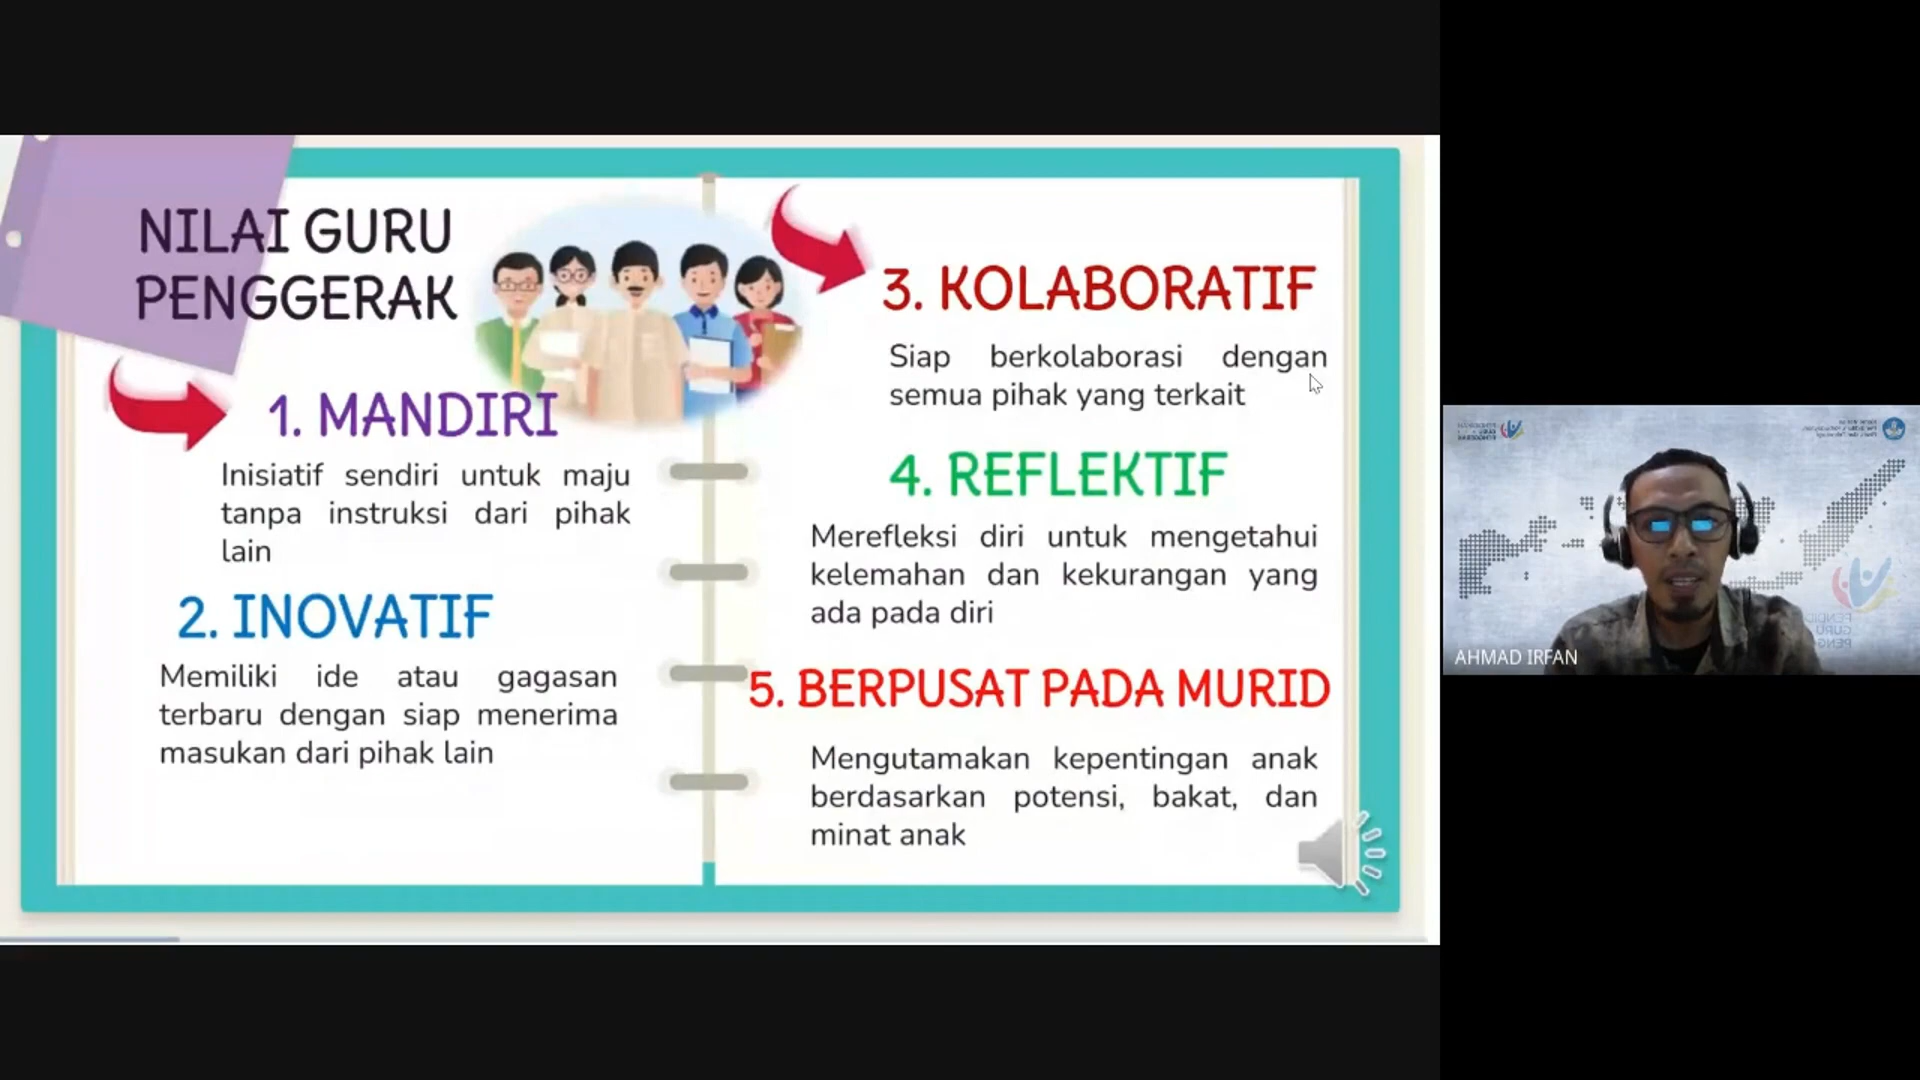 NILAI GURU
PENGGERAK
1. MANDIRI
Inisiatif sendiri untuk maju
tanpa instruksi dari pihak
lain
2. INOVATIF
Memiliki ide atau gagasan
terbaru dengan siap menerima
masukan dari pihak lain
3. KOLABORATIF
Siap berkolaborasi dengan
semua pihak yang terkait
4. REFLEKTIF
Merefleksi diri untuk mengetahui
kelemahan dan kekurangan yang
ada pada diri
5. BERPUSAT PADA MURID
Mengutamakan kepentingan anak
berdasarkan potensi, bakat, dan
minat anak
AHMAD IRFAN